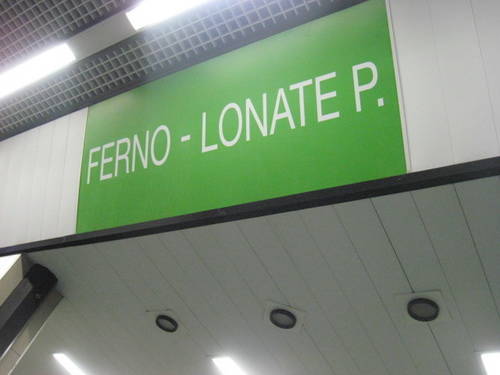 FERNO - LONATE P.